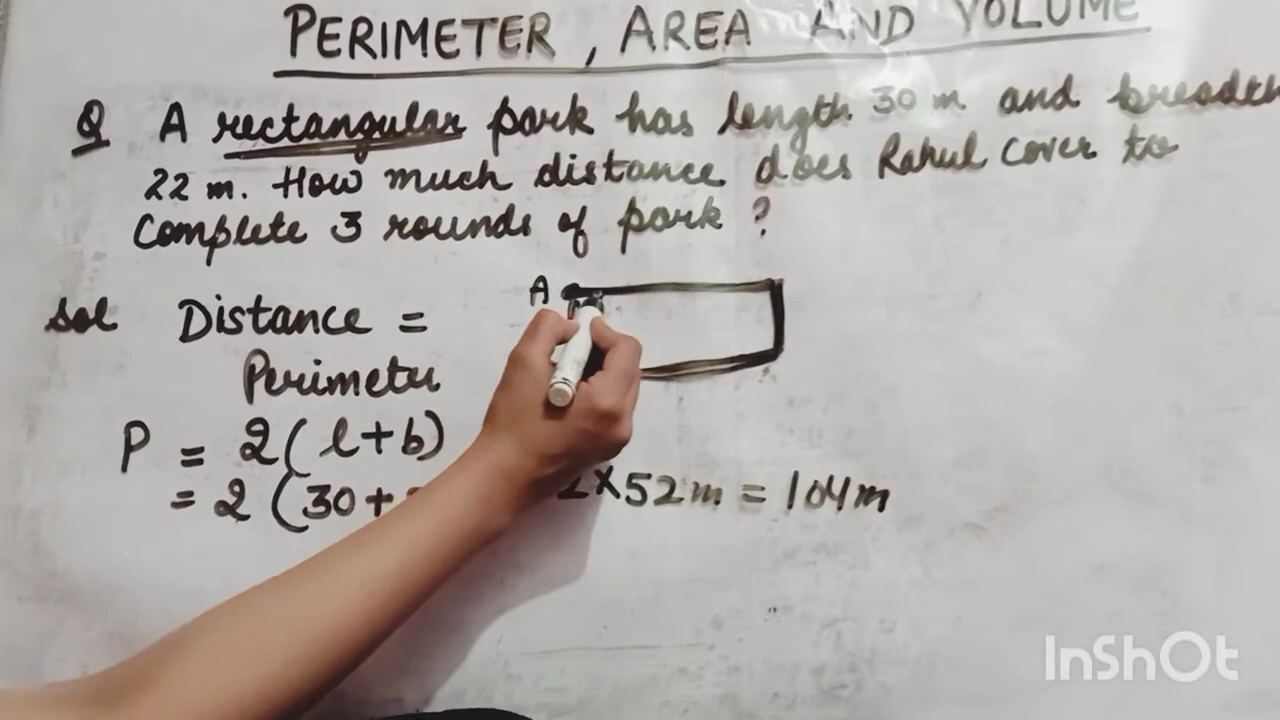 PERIMETER, AREA AND VOLUME
Q A rectangular park has length 30 m and breadth
22 m. How much distance does Rahul cover to
Complete 3 rounds of park ?
Sol Distance =
Perimeter
A
P = 2(l+b)
= 2 (30+ 2×52m = 104m
InShOt